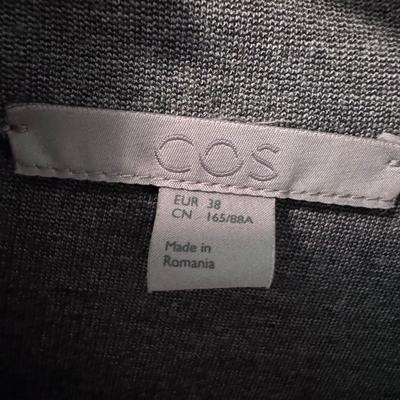 COS
EUR 38
CN 165/88A
Made in
Romania